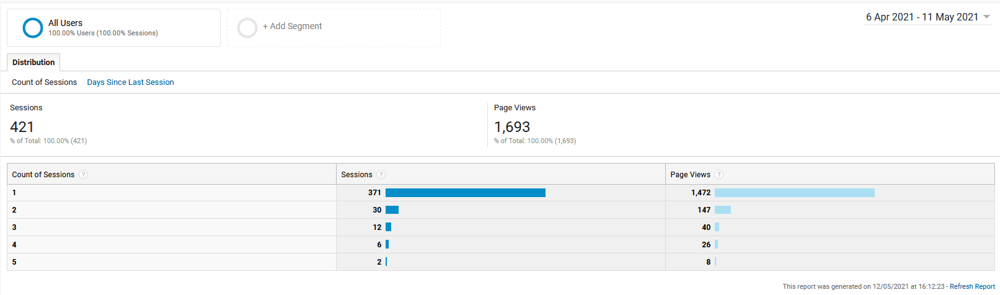 All Users
100.00% Users (100.00% Sessions)
+ Add Segment
6 Apr 2021 - 11 May 2021
Distribution
Count of Sessions Days Since Last Session
Sessions
421
% of Total: 100.00% (421)
Page Views
1,693
% of Total: 100.00% (1,693)
Count of Sessions ? Sessions ? Page Views ?
1 371 1,472
2 30 147
3 12 40
4 6 26
5 2 8
This report was generated on 12/05/2021 at 16:12:23 - Refresh Report